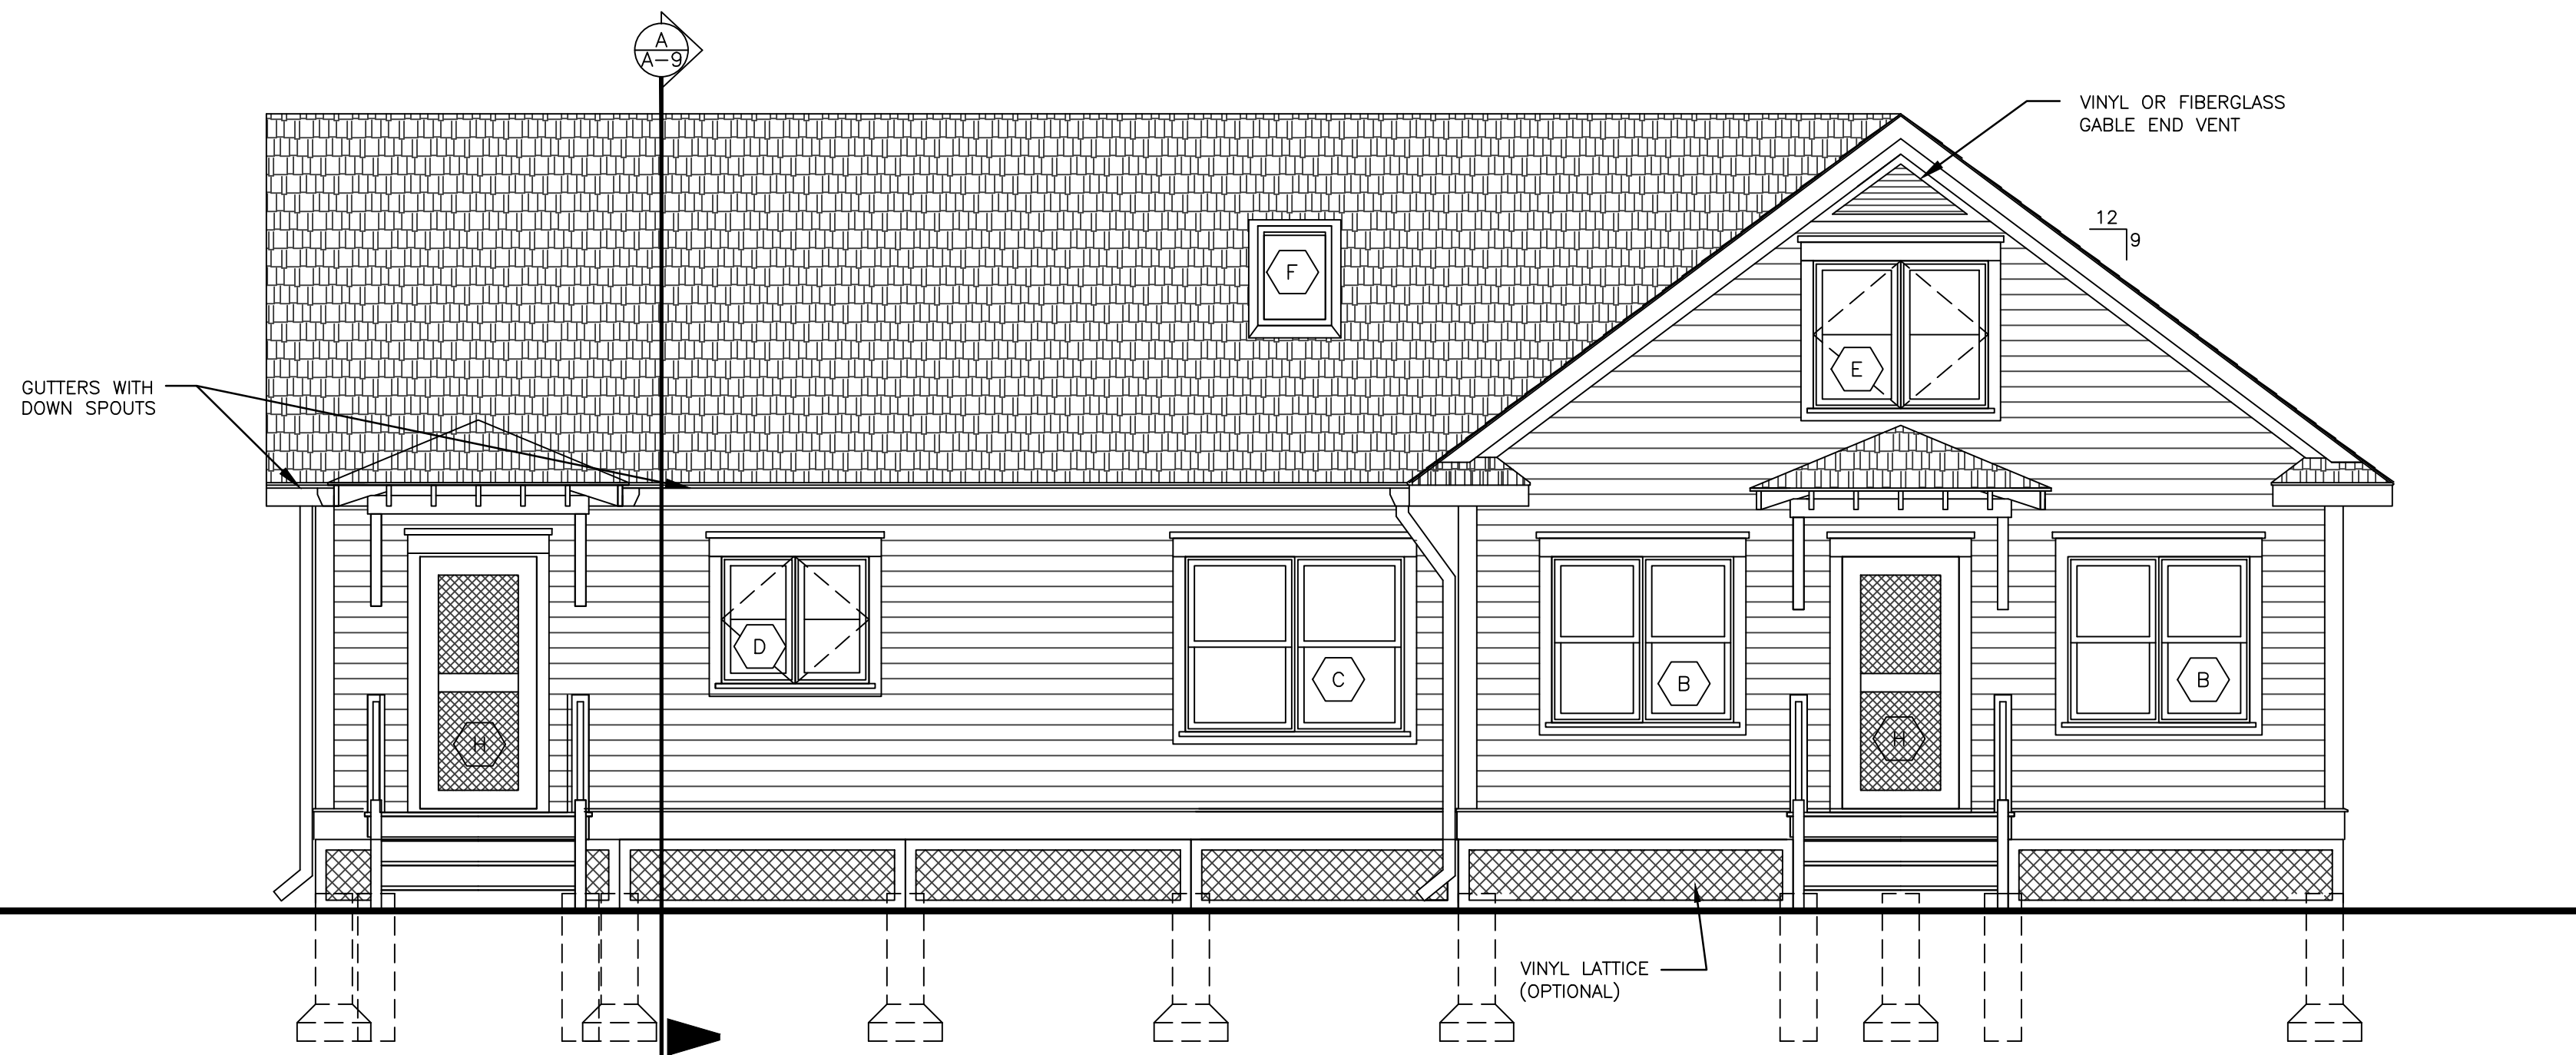 A
A-9
VINYL OR FIBERGLASS
GABLE END VENT
12
9
F
E
GUTTERS WITH
DOWN SPOUTS
D
C
B
B
H
H
VINYL LATTICE
(OPTIONAL)